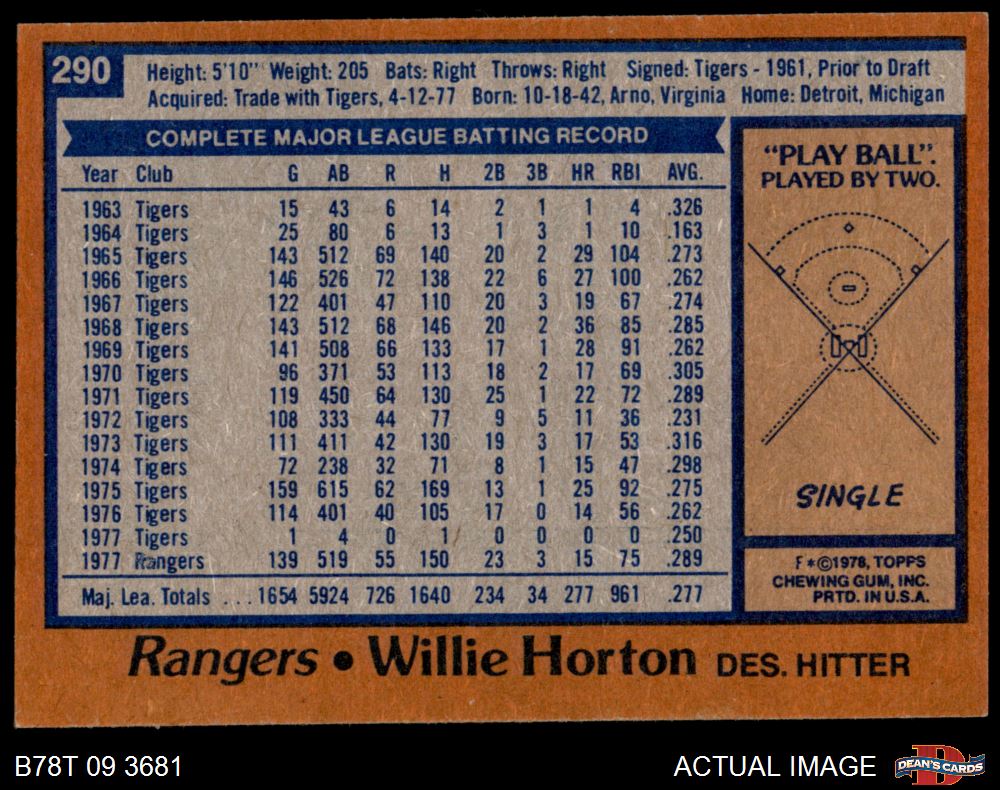 290
Height: 5'10" Weight: 205 Bats: Right Throws: Right Signed: Tigers - 1961, Prior to Draft
Acquired: Trade with Tigers, 4-12-77 Born: 10-18-42, Arno, Virginia Home: Detroit, Michigan
COMPLETE MAJOR LEAGUE BATTING RECORD
Year Club G AB R H 2B 3B HR RBI AVG.
1963 Tigers 15 43 6 14 2 1 1 4 .326
1964 Tigers 25 80 6 13 1 3 1 10 .163
1965 Tigers 143 512 69 140 20 2 29 104 .273
1966 Tigers 146 526 72 138 22 6 27 100 .262
1967 Tigers 122 401 47 110 20 3 19 67 .274
1968 Tigers 143 512 68 146 20 2 36 85 .285
1969 Tigers 141 508 66 133 17 1 28 91 .262
1970 Tigers 96 371 53 113 18 2 17 69 .305
1971 Tigers 119 450 64 130 25 1 22 72 .289
1972 Tigers 108 333 44 77 9 5 11 36 .231
1973 Tigers 111 411 42 130 19 3 17 53 .316
1974 Tigers 72 238 32 71 8 1 15 47 .298
1975 Tigers 159 615 62 169 13 1 25 92 .275
1976 Tigers 114 401 40 105 17 0 14 56 .262
1977 Tigers 1 4 0 1 0 0 0 0 .250
1977 Rangers 139 519 55 150 23 3 15 75 .289
Maj. Lea. Totals ... 1654 5924 726 1640 234 34 277 961 .277
"PLAY BALL".
PLAYED BY TWO.
SINGLE
F*©1978, TOPPS
CHEWING GUM, INC.
PRTD. IN U.S.A.
Rangers • Willie Horton DES. HITTER
B78T 09 3681
ACTUAL IMAGE
D
DEAN'S CARDS